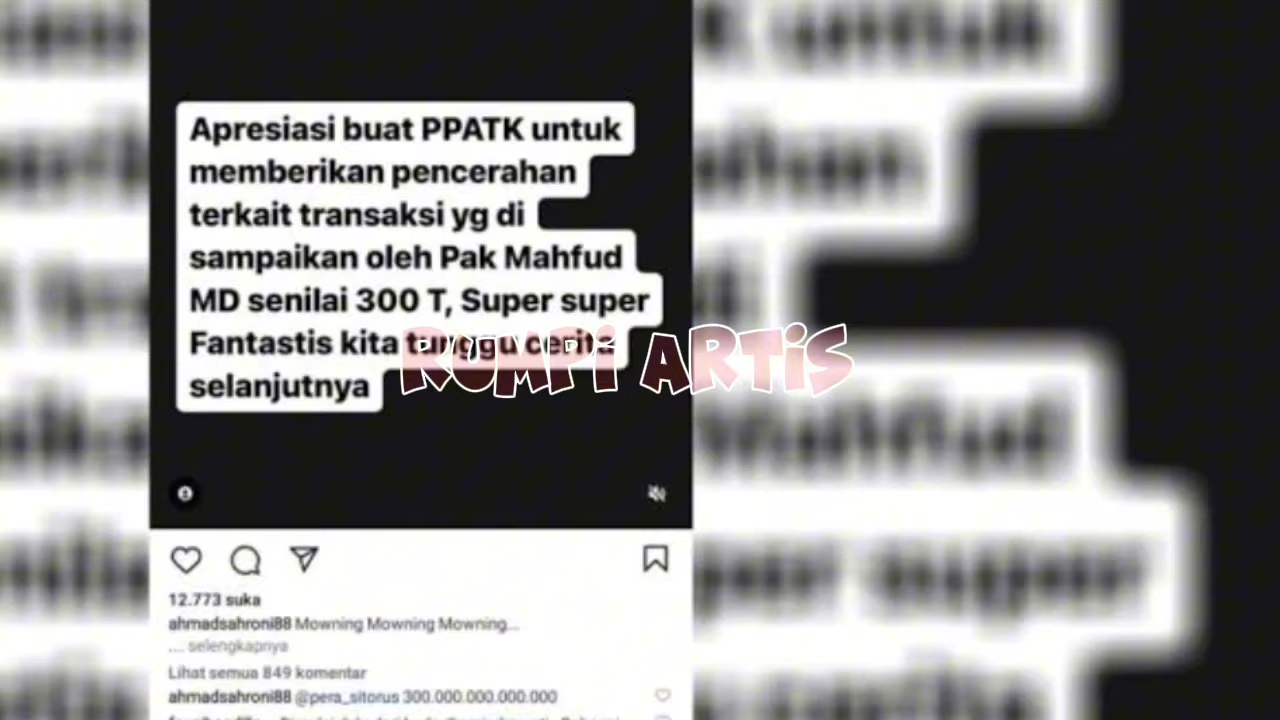 Apresiasi buat PPATK untuk
memberikan pencerahan
terkait transaksi yg di
sampaikan oleh Pak Mahfud
MD senilai 300 T, Super super
Fantastis kita tunggu cerita
selanjutnya
RUMPi ARTiS
12.773 suka
ahmadsahroni88 Mowning Mowning Mowning...
... selengkapnya
Lihat semua 849 komentar
ahmadsahroni88 @pera_sitorus 300.000.000.000.000